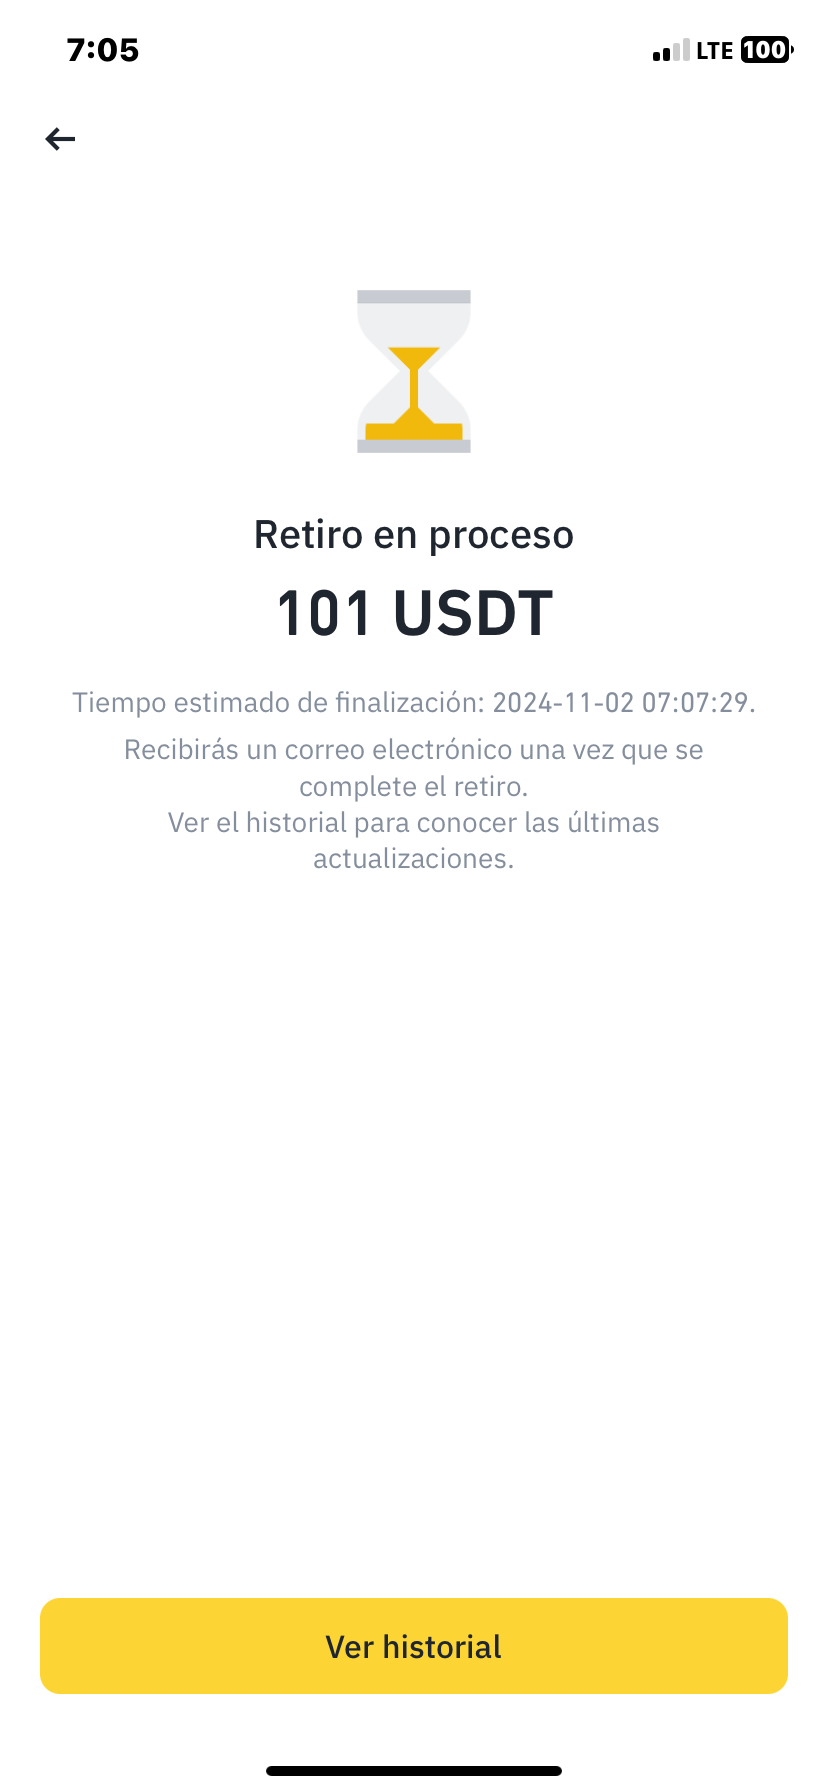 7:05 LTE 100
Retiro en proceso
101 USDT
Tiempo estimado de finalización: 2024-11-02 07:07:29.
Recibirás un correo electrónico una vez que se
complete el retiro.
Ver el historial para conocer las últimas
actualizaciones.
Ver historial